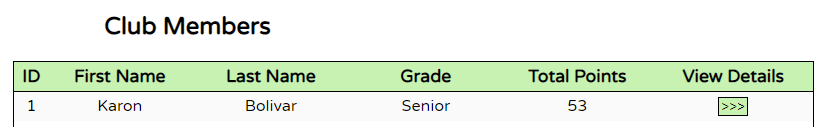 Club Members
ID First Name Last Name Grade Total Points View Details
1 Karon Bolivar Senior 53 >>>